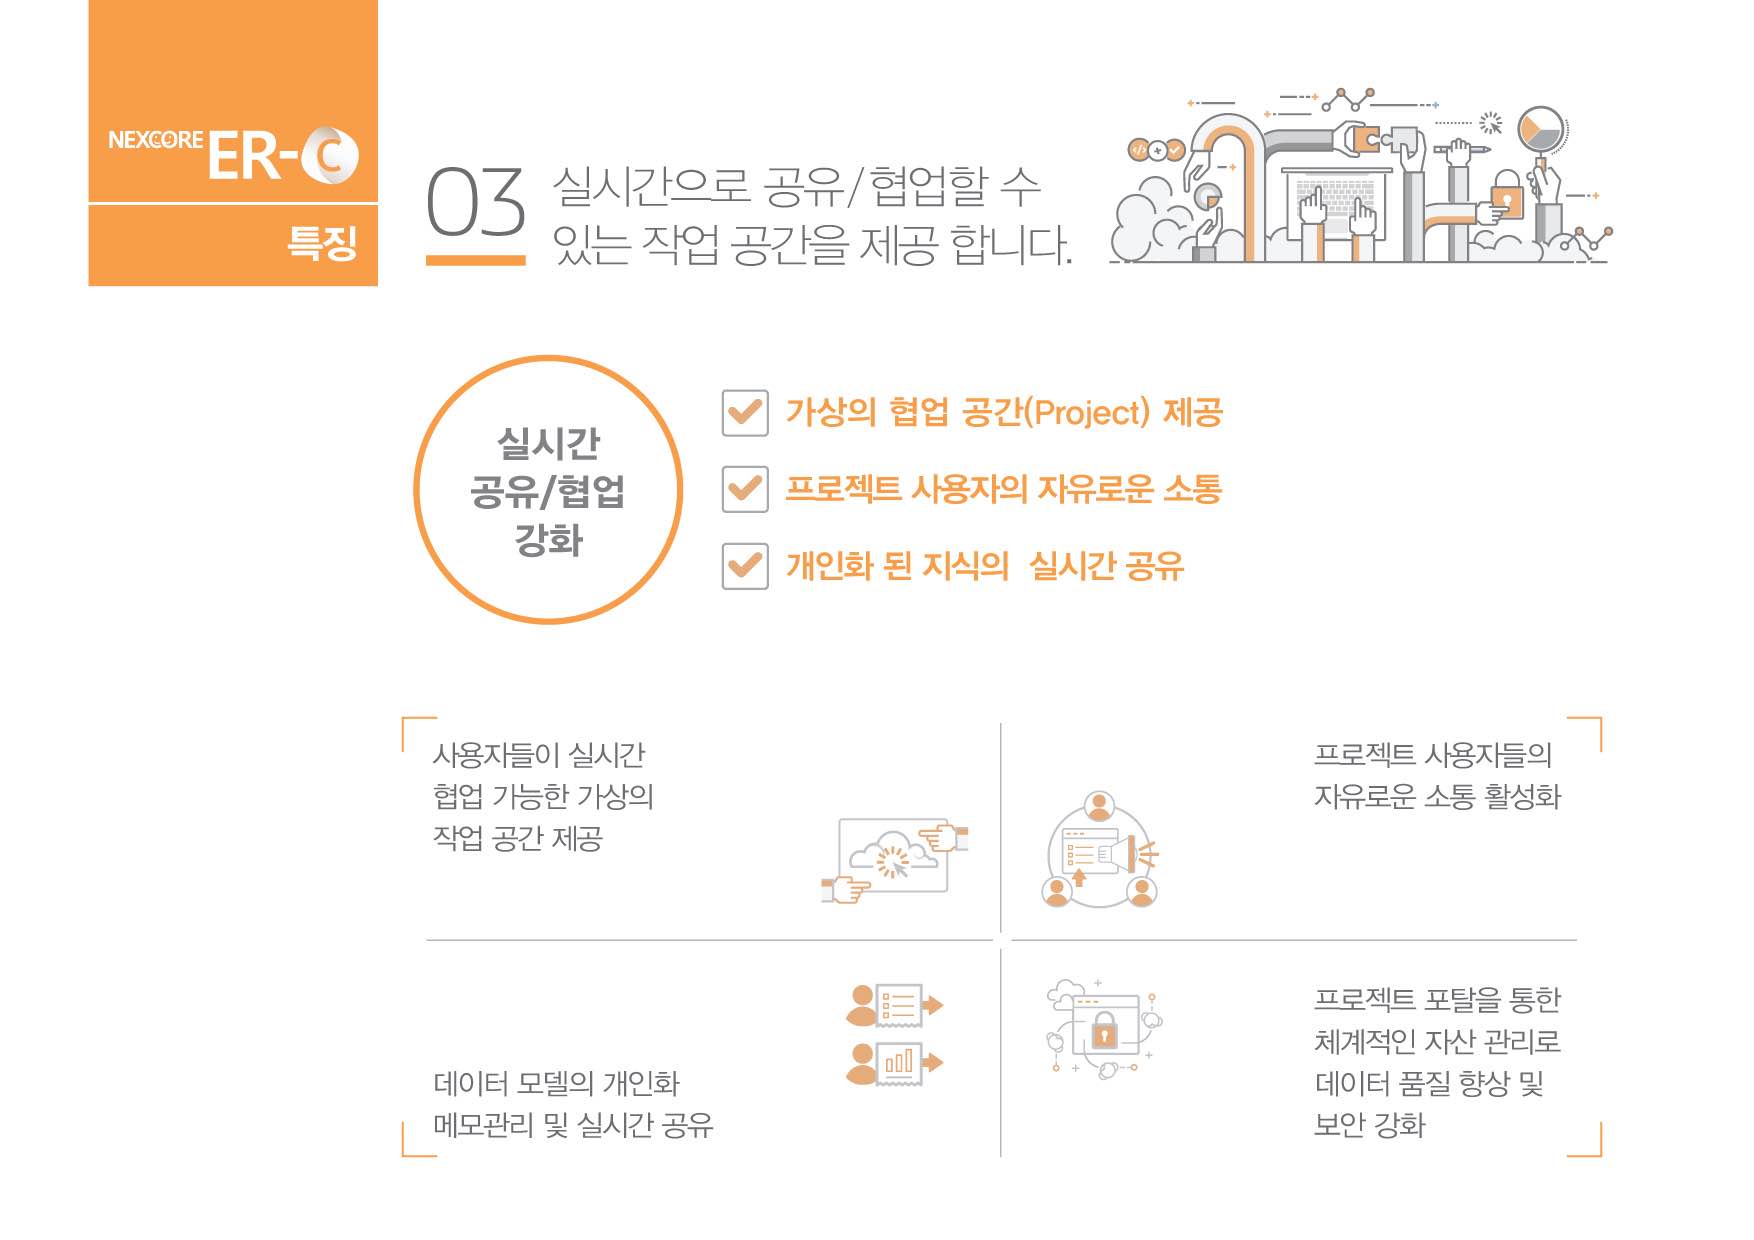 NEXCORE ER-C
특징
03
실시간으로 공유/협업할 수
있는 작업 공간을 제공 합니다.
실시간
공유/협업
강화
가상의 협업 공간(Project) 제공
프로젝트 사용자의 자유로운 소통
개인화 된 지식의 실시간 공유
사용자들이 실시간
협업 가능한 가상의
작업 공간 제공
프로젝트 사용자들의
자유로운 소통 활성화
데이터 모델의 개인화
메모관리 및 실시간 공유
프로젝트 포탈을 통한
체계적인 자산 관리로
데이터 품질 향상 및
보안 강화